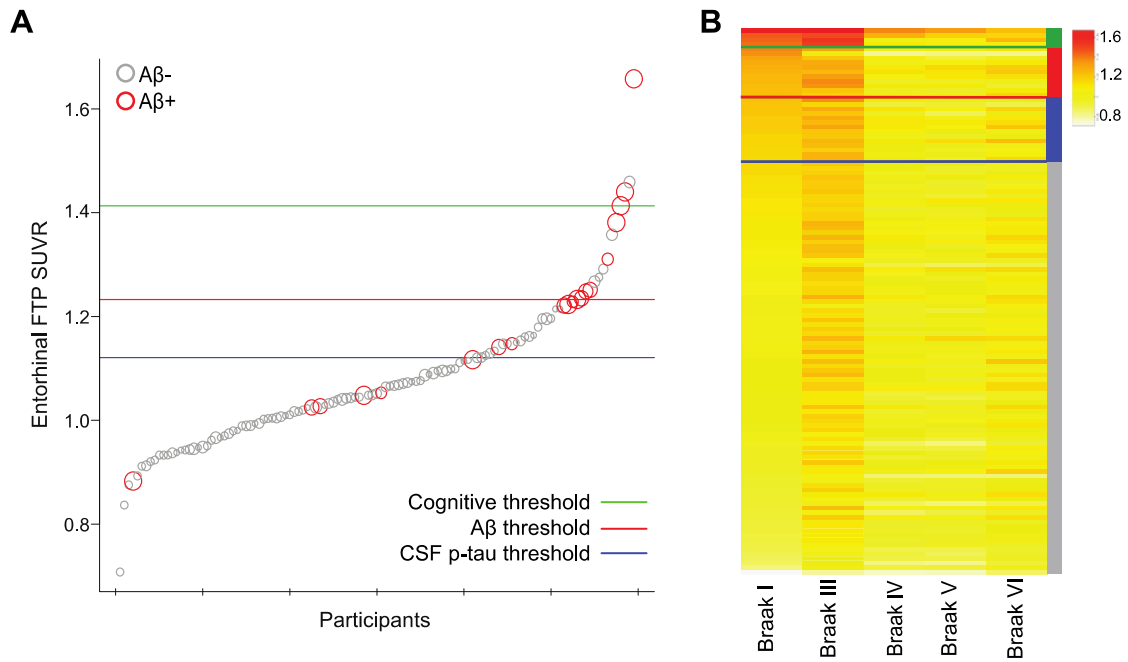 A
Aβ-
Aβ+
Entorhinal FTP SUVR
1.6
1.4
1.2
1.0
0.8
Cognitive threshold
Aβ threshold
CSF p-tau threshold
Participants
B
1.6
1.2
0.8
Braak I
Braak III
Braak IV
Braak V
Braak VI